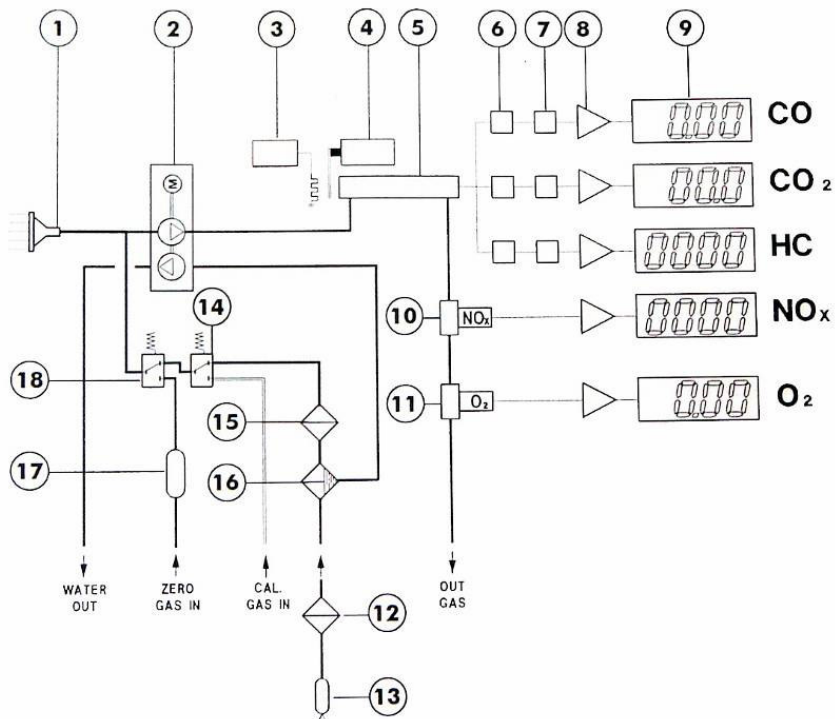 1 2 3 4 5 6 7 8 9
0.00 CO
M
00.0 CO2
0000 HC
14
10 NOx 0000 NOx
18
11 O2 0.00 O2
15
17 16
WATER OUT
ZERO GAS IN
CAL. GAS IN
OUT GAS
12
13